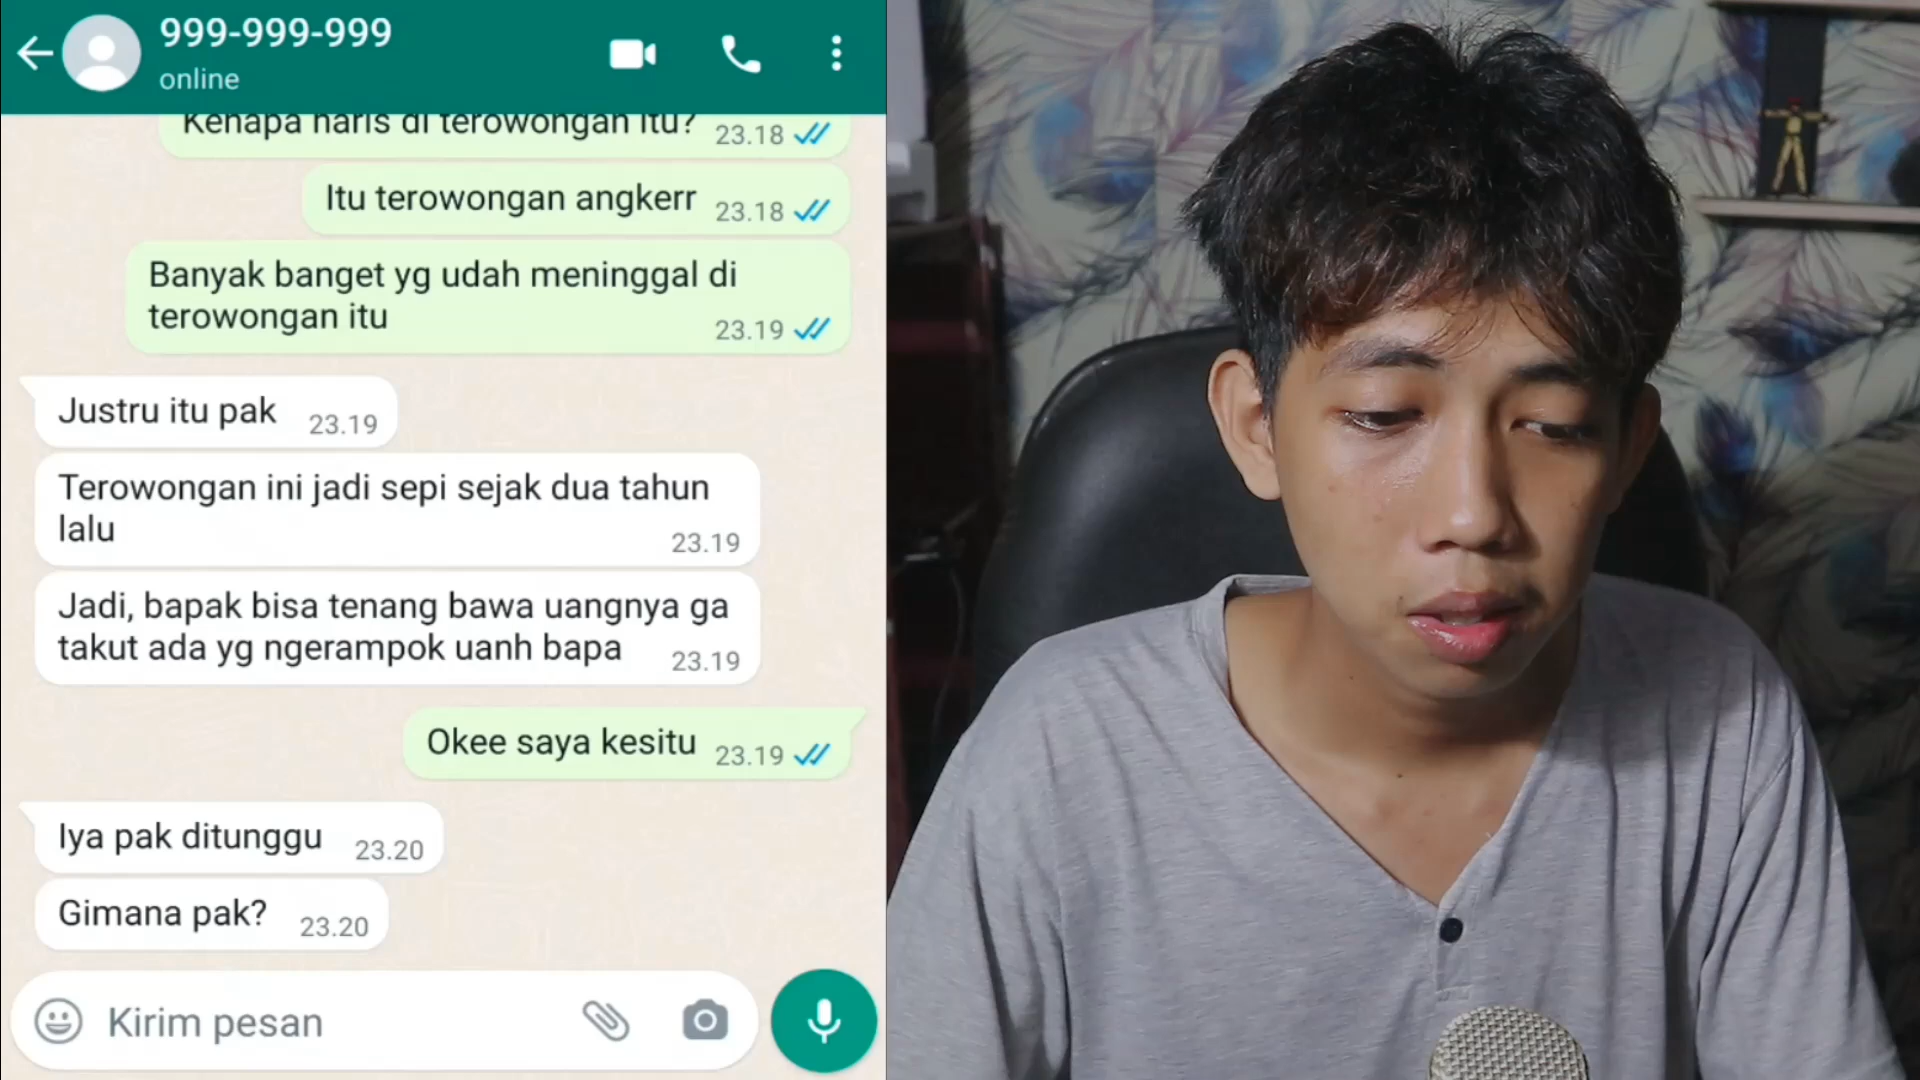 999-999-999
online
Kenapa haris di terowongan itu?
23.18
Itu terowongan angkerr
23.18
Banyak banget yg udah meninggal di
terowongan itu
23.19
Justru itu pak
23.19
Terowongan ini jadi sepi sejak dua tahun
lalu
23.19
Jadi, bapak bisa tenang bawa uangnya ga
takut ada yg ngerampok uanh bapa
23.19
Okee saya kesitu
23.19
Iya pak ditunggu
23.20
Gimana pak?
23.20
Kirim pesan